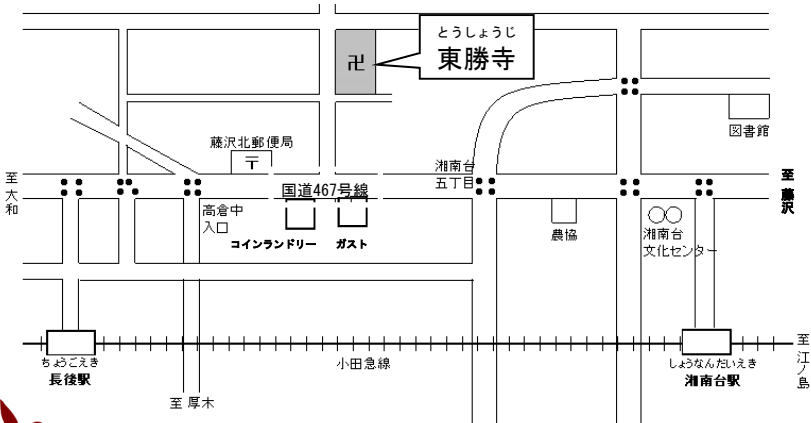 とうしょうじ
東勝寺
卍
図書館
藤沢北郵便局
〒
湘南台
五丁目
至大和
国道467号線
至藤沢
高倉中
入口
コインランドリー
ガスト
農協
湘南台
文化センター
小田急線
ちょうごえき
長後駅
しょうなんだいえき
湘南台駅
至江ノ島
至厚木